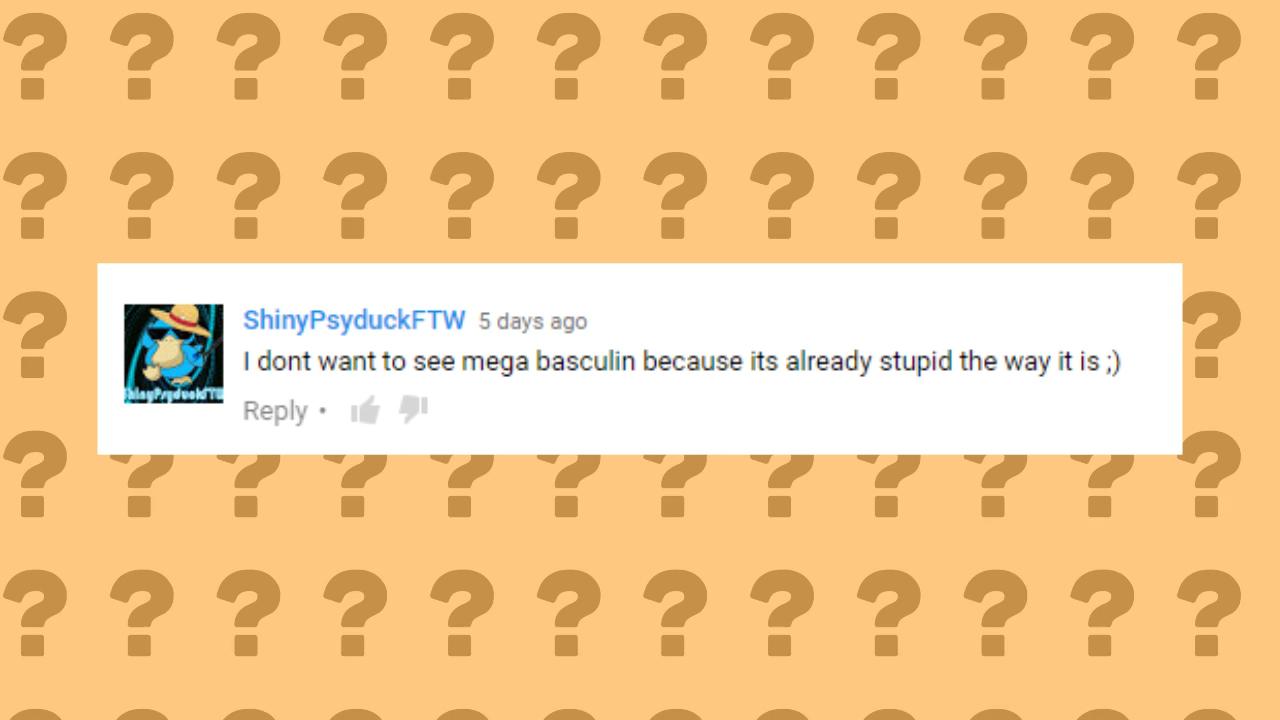 ShinyPsyduckFTW 5 days ago
I dont want to see mega basculin because its already stupid the way it is ;)
Reply •
ShinyPsyduckFTW